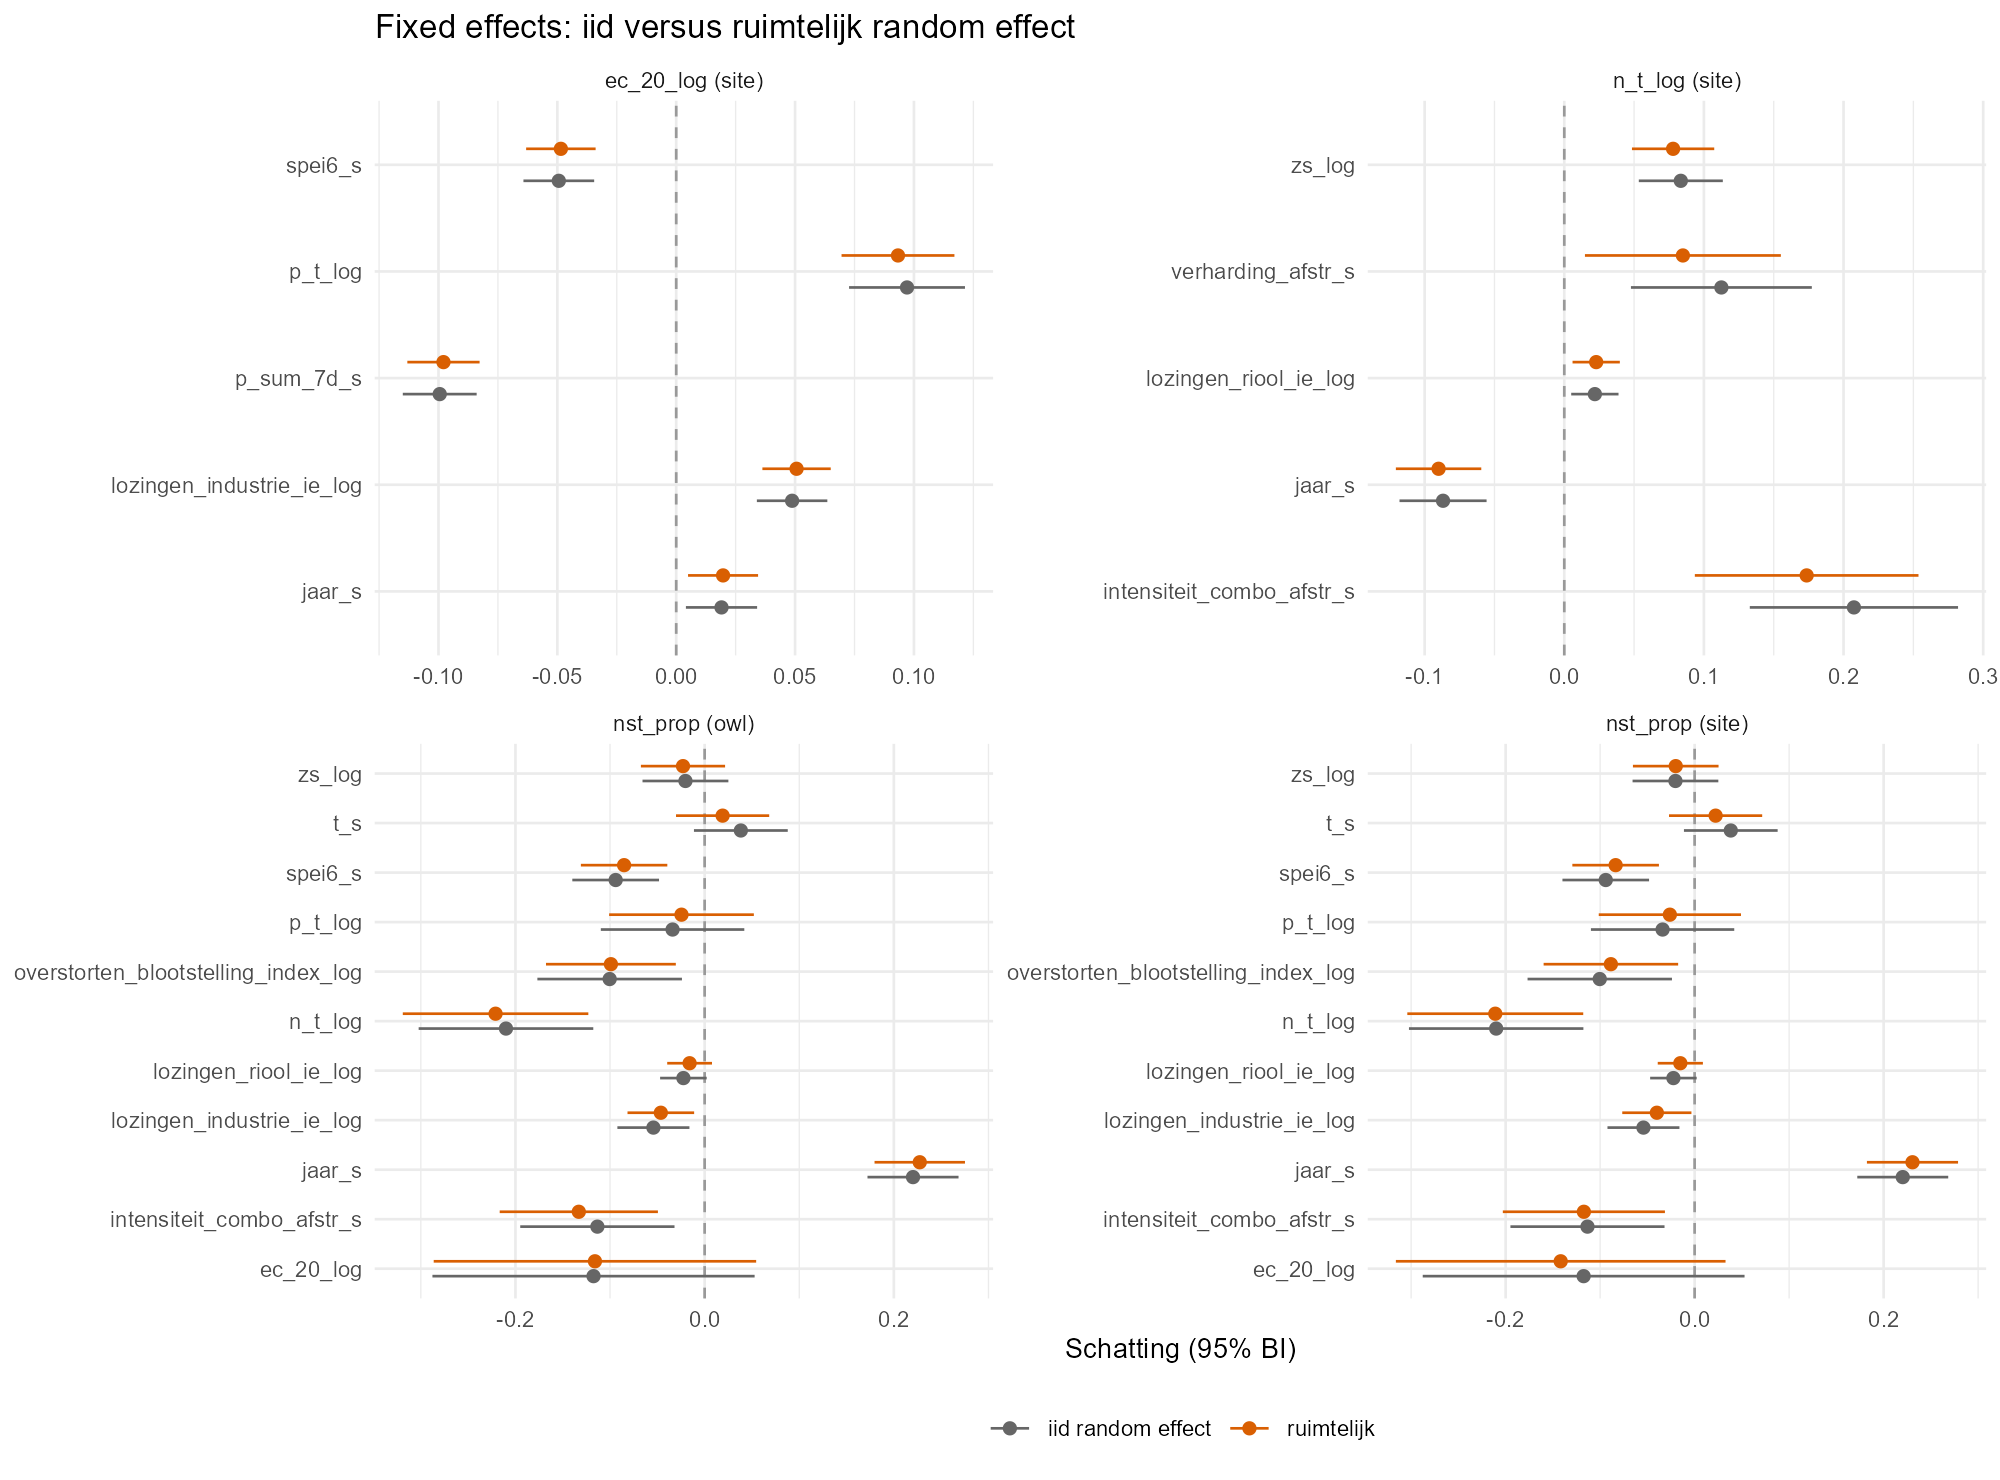 Fixed effects: iid versus ruimtelijk random effect
ec_20_log (site)
spei6_s
p_t_log
p_sum_7d_s
lozingen_industrie_ie_log
jaar_s
-0.10 -0.05 0.00 0.05 0.10
n_t_log (site)
zs_log
verharding_afstr_s
lozingen_riool_ie_log
jaar_s
intensiteit_combo_afstr_s
-0.1 0.0 0.1 0.2 0.3
nst_prop (owl)
zs_log
t_s
spei6_s
p_t_log
overstorten_blootstelling_index_log
n_t_log
lozingen_riool_ie_log
lozingen_industrie_ie_log
jaar_s
intensiteit_combo_afstr_s
ec_20_log
-0.2 0.0 0.2
nst_prop (site)
zs_log
t_s
spei6_s
p_t_log
overstorten_blootstelling_index_log
n_t_log
lozingen_riool_ie_log
lozingen_industrie_ie_log
jaar_s
intensiteit_combo_afstr_s
ec_20_log
-0.2 0.0 0.2
Schatting (95% BI)
iid random effect ruimtelijk